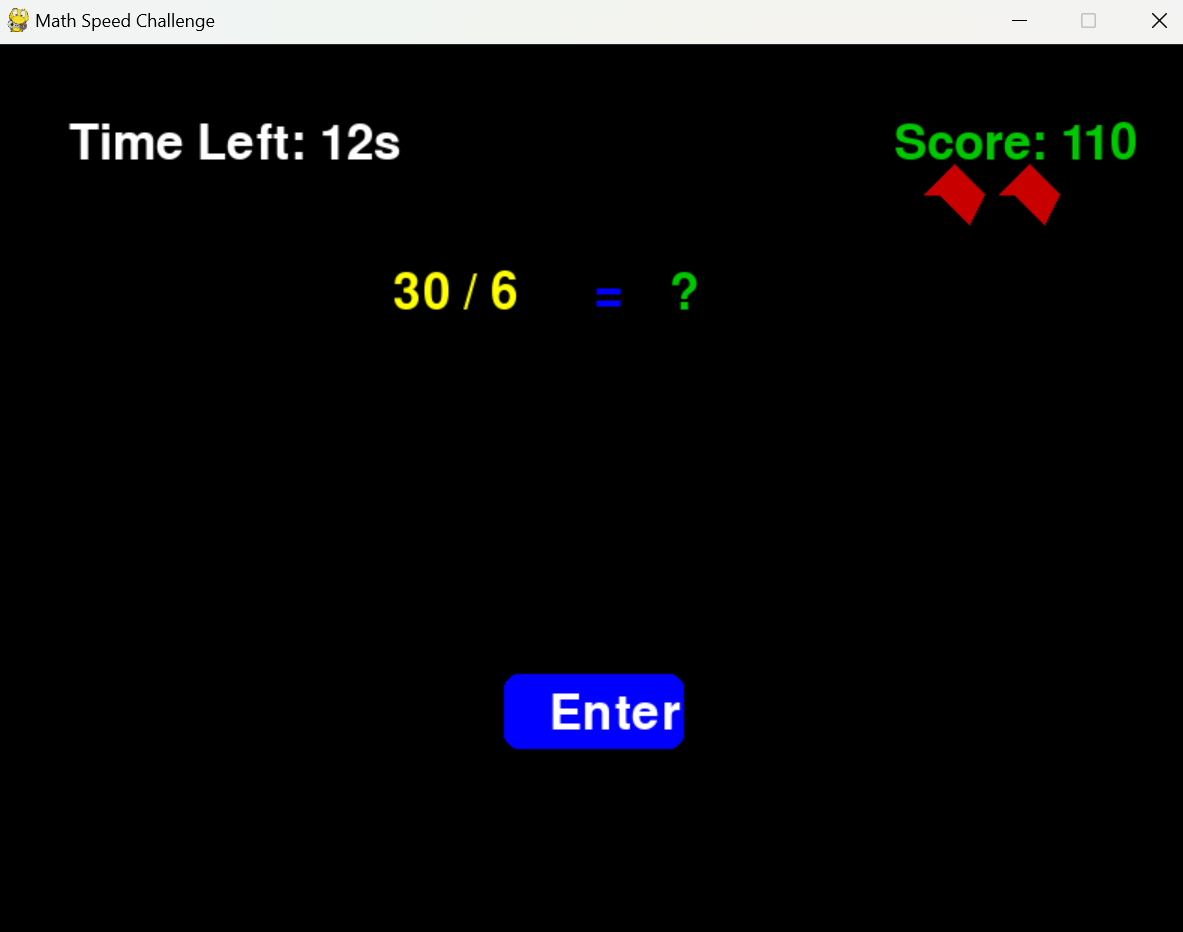 Math Speed Challenge
Time Left: 12s
Score: 110
30 / 6 = ?
Enter